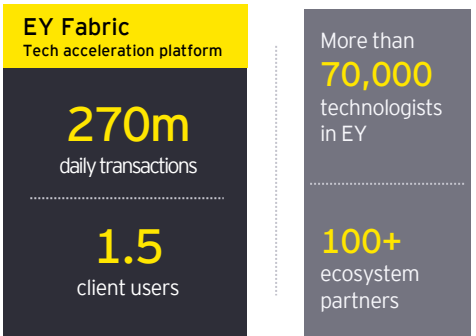 EY Fabric
Tech acceleration platform
270m
daily transactions
1.5
client users
More than
70,000
technologists
in EY
100+
ecosystem
partners